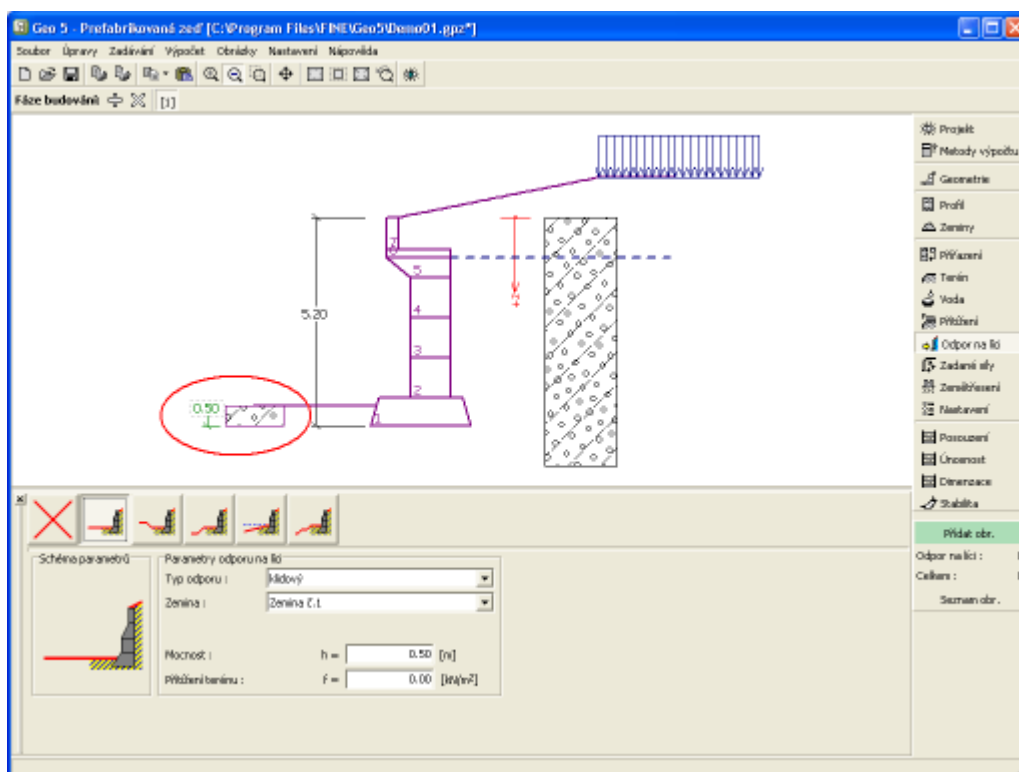 Geo 5 - Prefabrikovaná zeď [C:\Program Files\FINE\Geo5\Demo01.gpz*]
Soubor Úpravy Zadávání Výpočet Obrázky Nastavení Nápověda
Fáze budování [1]
5.20
0.50
+z
7
6
5
4
3
2
1
Projekt
Metody výpočtu
Geometrie
Profil
Zeminy
Přiřazení
Terén
Voda
Přitížení
Odpor na líci
Zadané síly
Zemětřesení
Nastavení
Posouzení
Únosnost
Dimenzace
Stabilita
Přidat obr.
Odpor na líci :
Celkem :
Seznam obr.
Schéma parametrů
Parametry odporu na líci
Typ odporu : klidový
Zemina : Zemina č.1
Mocnost : h = 0.50 [m]
Přitížení terénu : f = 0.00 [kN/m²]